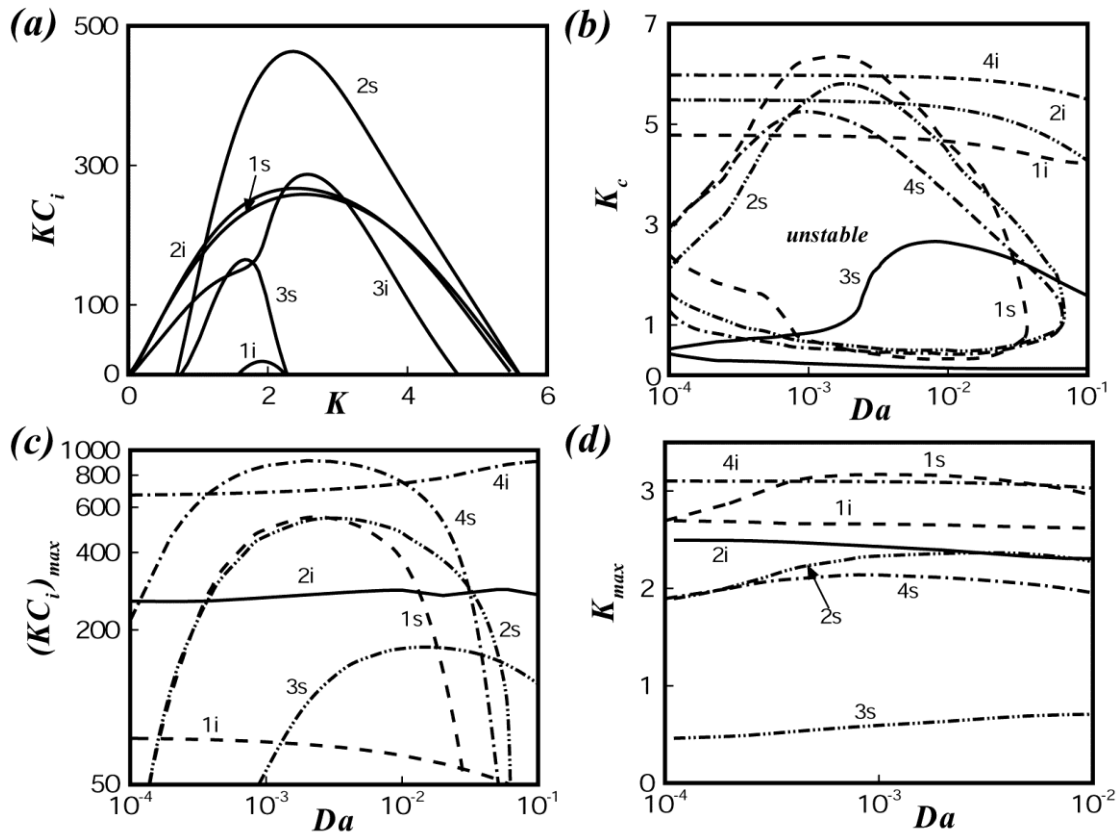 (a)
500
300
100
0
KC_i
2s
1s
2i
3s
3i
1i
0
2
4
6
K
(b)
7
5
3
1
0
K_c
4i
2i
1i
4s
2s
unstable
3s
1s
10^-4
10^-3
10^-2
10^-1
Da
(c)
1000
800
600
400
200
50
(KC_i)_max
4i
4s
2i
1s
2s
3s
1i
10^-4
10^-3
10^-2
10^-1
Da
(d)
3
2
1
0
K_max
4i
1s
1i
2i
4s
2s
3s
10^-4
10^-3
10^-2
Da